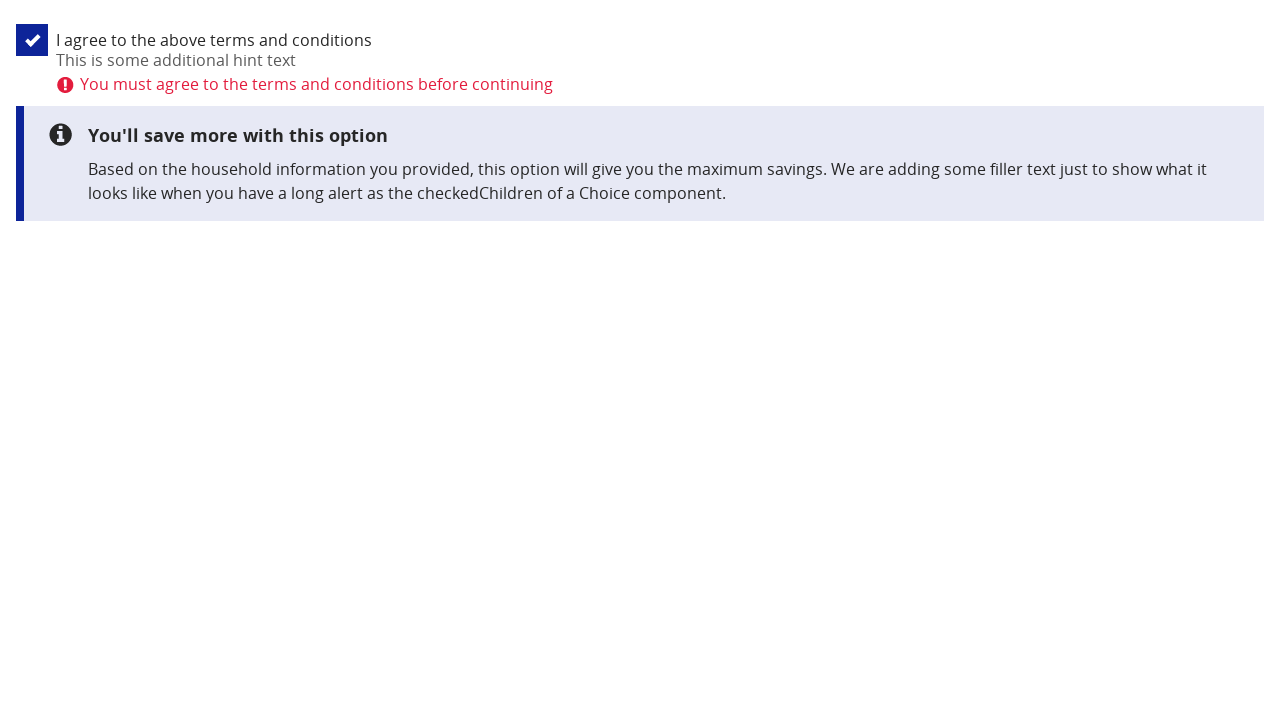 I agree to the above terms and conditions
This is some additional hint text
You must agree to the terms and conditions before continuing
You'll save more with this option
Based on the household information you provided, this option will give you the maximum savings. We are adding some filler text just to show what it
looks like when you have a long alert as the checkedChildren of a Choice component.